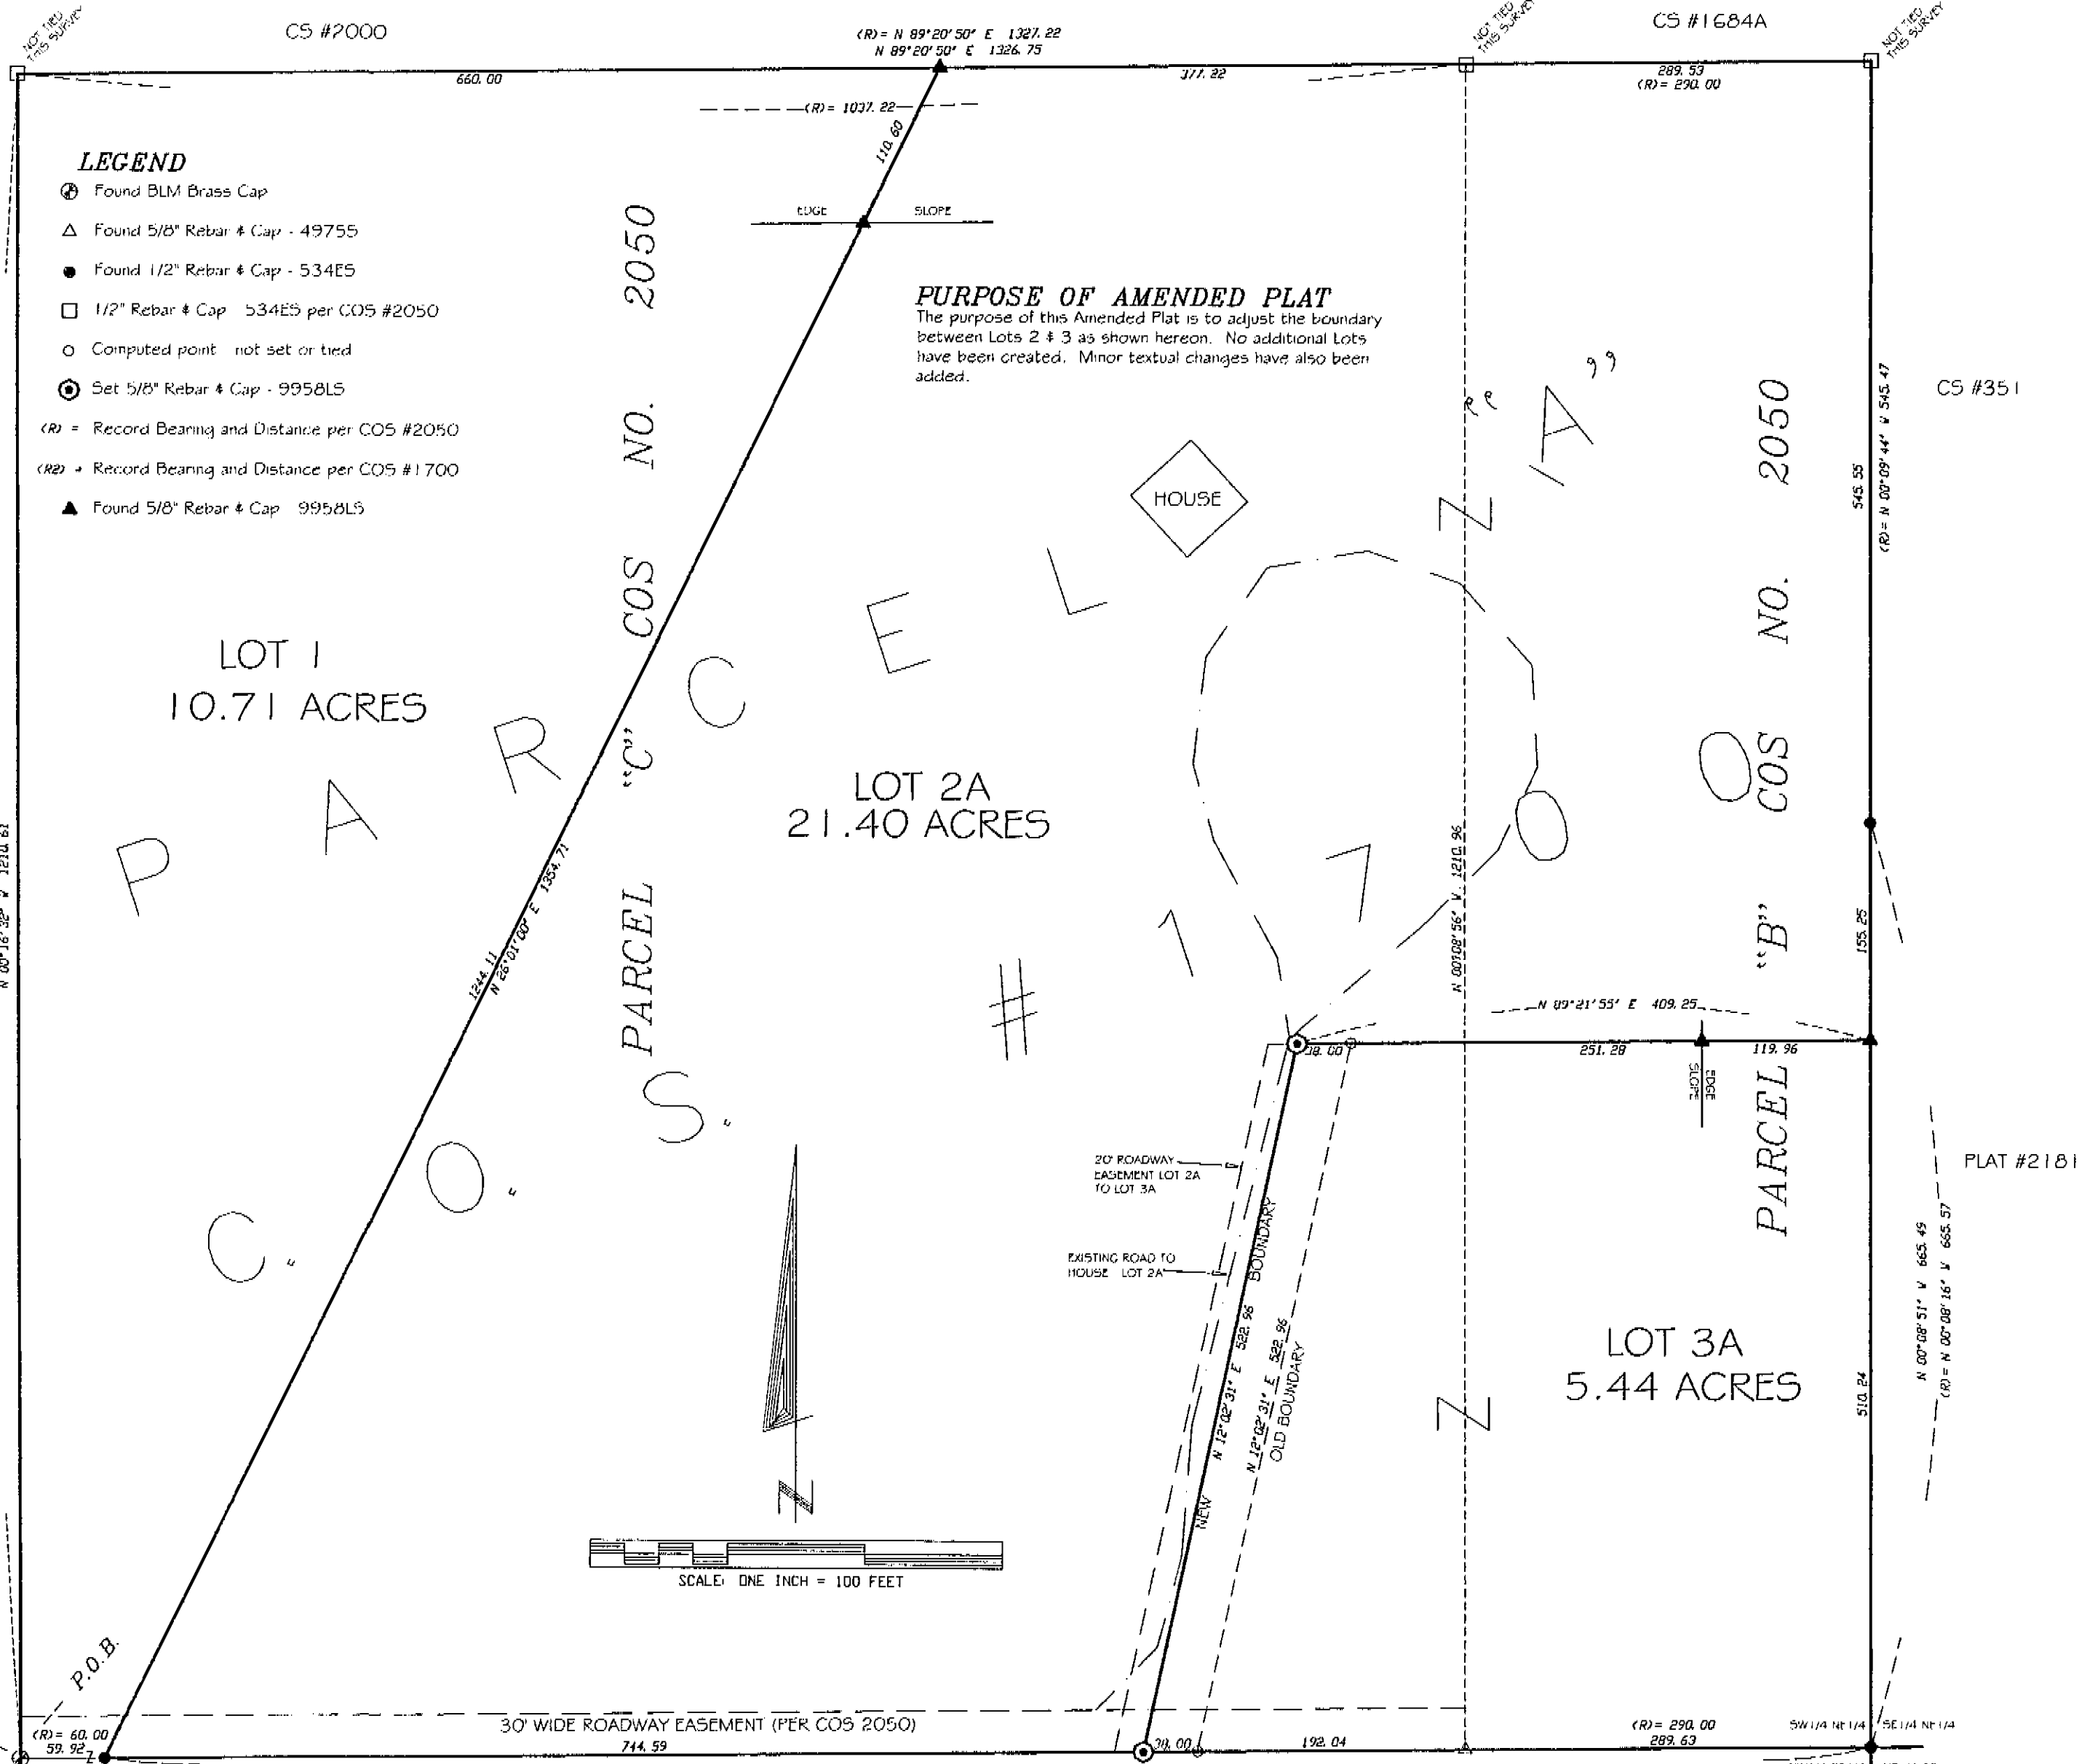 NOT TIED
THIS SURVEY
CS #2000
(R)= N 89°20'50" E 1327.22
N 89°20'50" E 1326.75
NOT TIED
THIS SURVEY
CS #1684A
NOT TIED
THIS SURVEY
660.00
377.22
289.53
(R)= 290.00
(R)= 1037.22
110.60
EDGE SLOPE
LEGEND
Found BLM Brass Cap
Found 5/8" Rebar & Cap - 4975S
Found 1/2" Rebar & Cap - 534ES
1/2" Rebar & Cap 534ES per COS #2050
Computed point not set or tied
Set 5/8" Rebar & Cap - 9958LS
(R) = Record Bearing and Distance per COS #2050
(R2) = Record Bearing and Distance per COS #1700
Found 5/8" Rebar & Cap 9958LS
PURPOSE OF AMENDED PLAT
The purpose of this Amended Plat is to adjust the boundary
between Lots 2 & 3 as shown hereon. No additional Lots
have been created. Minor textual changes have also been
added.
HOUSE
PARCEL "C" COS NO. 2050
PARCEL "B" COS NO. 2050
PARCEL "A"
C.O.S. #1700
CS #351
545.55
(R)= N 00°09'44" W 545.47
LOT 1
10.71 ACRES
LOT 2A
21.40 ACRES
N 00°16'32" W 1210.61
1244.11
N 26°01'00" E 1354.71
N 00°08'56" W 1210.96
155.25
N 89°21'55" E 409.25
38.00
251.28
119.96
EDGE
SLOPE
20' ROADWAY
EASEMENT LOT 2A
TO LOT 3A
EXISTING ROAD TO
HOUSE LOT 2A
NEW BOUNDARY
N 12°02'31" E 522.96
N 12°02'31" E 522.96
OLD BOUNDARY
PLAT #2181
N 00°08'51" W 665.49
(R)= N 00°08'16" W 665.57
LOT 3A
5.44 ACRES
510.24
N
Z
SCALE: ONE INCH = 100 FEET
P.O.B.
30' WIDE ROADWAY EASEMENT (PER COS 2050)
(R)= 60.00
59.92
744.59
38.00
192.04
(R)= 290.00
289.63
SW1/4 NE1/4
SE1/4 NE1/4